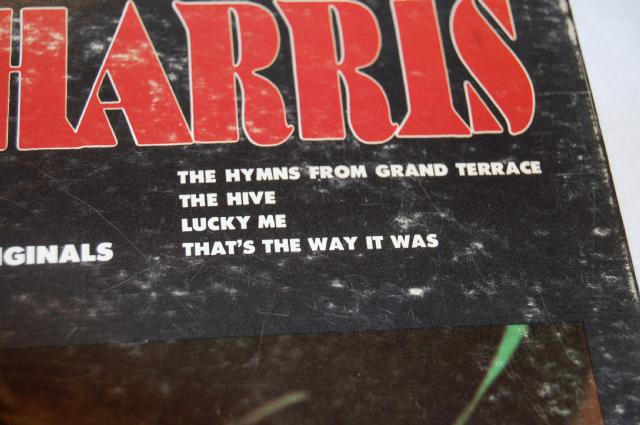 HARRIS
THE HYMNS FROM GRAND TERRACE
THE HIVE
LUCKY ME
THAT'S THE WAY IT WAS
IGINALS